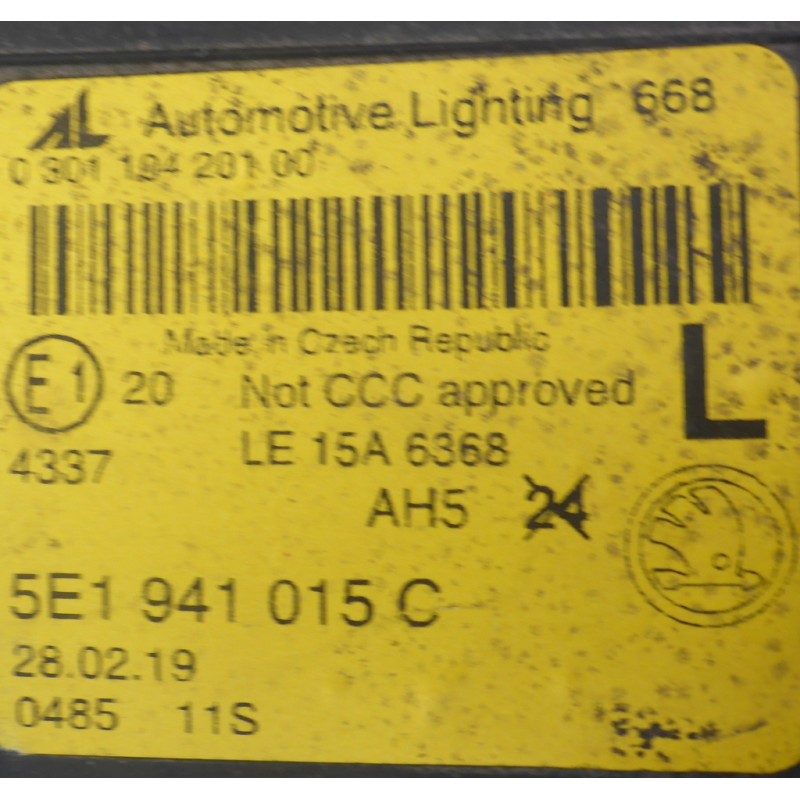 AL Automotive Lighting 668
0 301 194 201 00
Made in Czech Republic
E1 20 Not CCC approved L
4337 LE 15A 6368
AH5 24
5E1 941 015 C
28.02.19
0485 11S